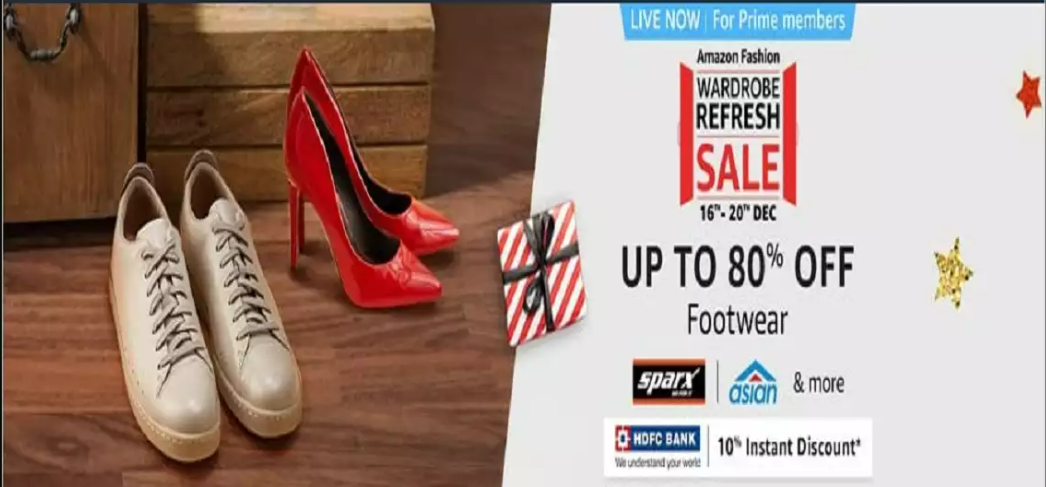 LIVE NOW | For Prime members
Amazon Fashion
WARDROBE
REFRESH
SALE
16TH- 20TH DEC
UP TO 80% OFF
Footwear
sparx
asian
& more
HDFC BANK
We understand your world
10% Instant Discount*